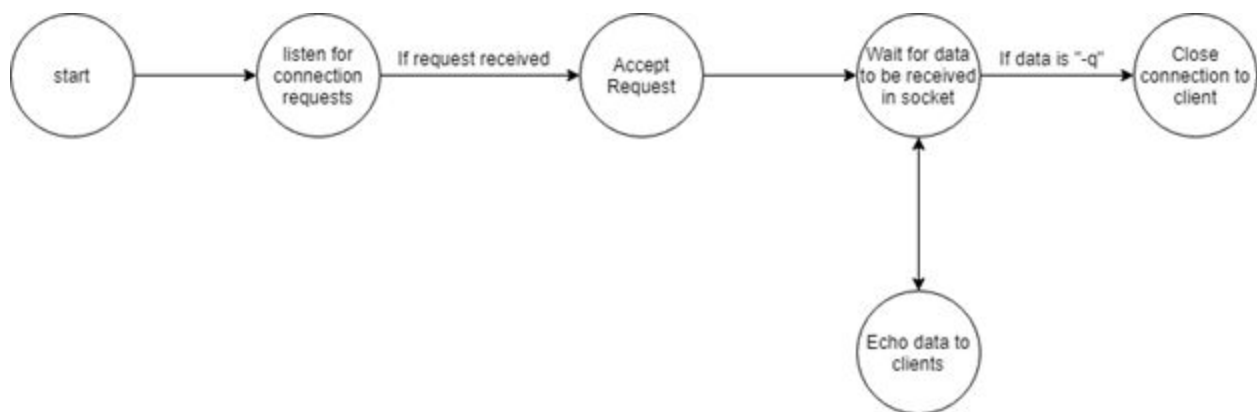 start
listen for
connection
requests
If request received
Accept
Request
Wait for data
to be received
in socket
If data is "-q"
Close
connection to
client
Echo data to
clients